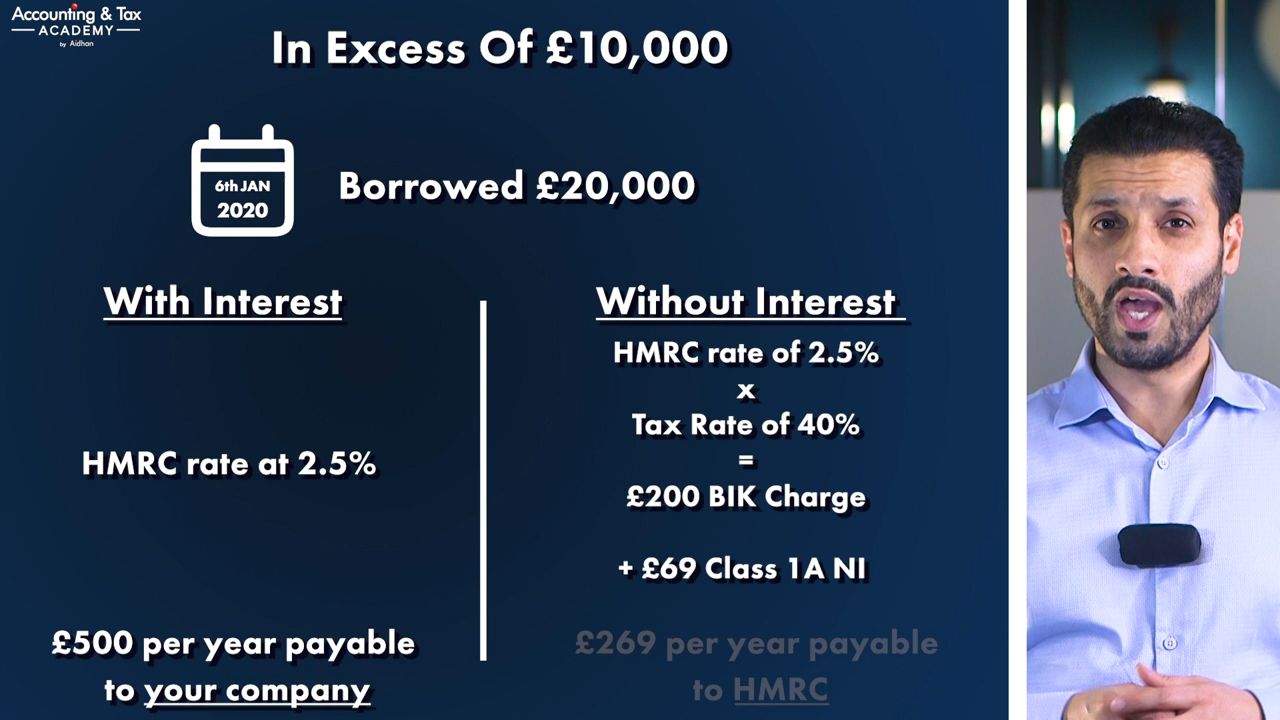 Accounting & Tax
ACADEMY
by Aidhan
In Excess Of £10,000
6th JAN
2020
Borrowed £20,000
With Interest
HMRC rate at 2.5%
£500 per year payable
to your company
Without Interest
HMRC rate of 2.5%
x
Tax Rate of 40%
=
£200 BIK Charge
+ £69 Class 1A NI
£269 per year payable
to HMRC